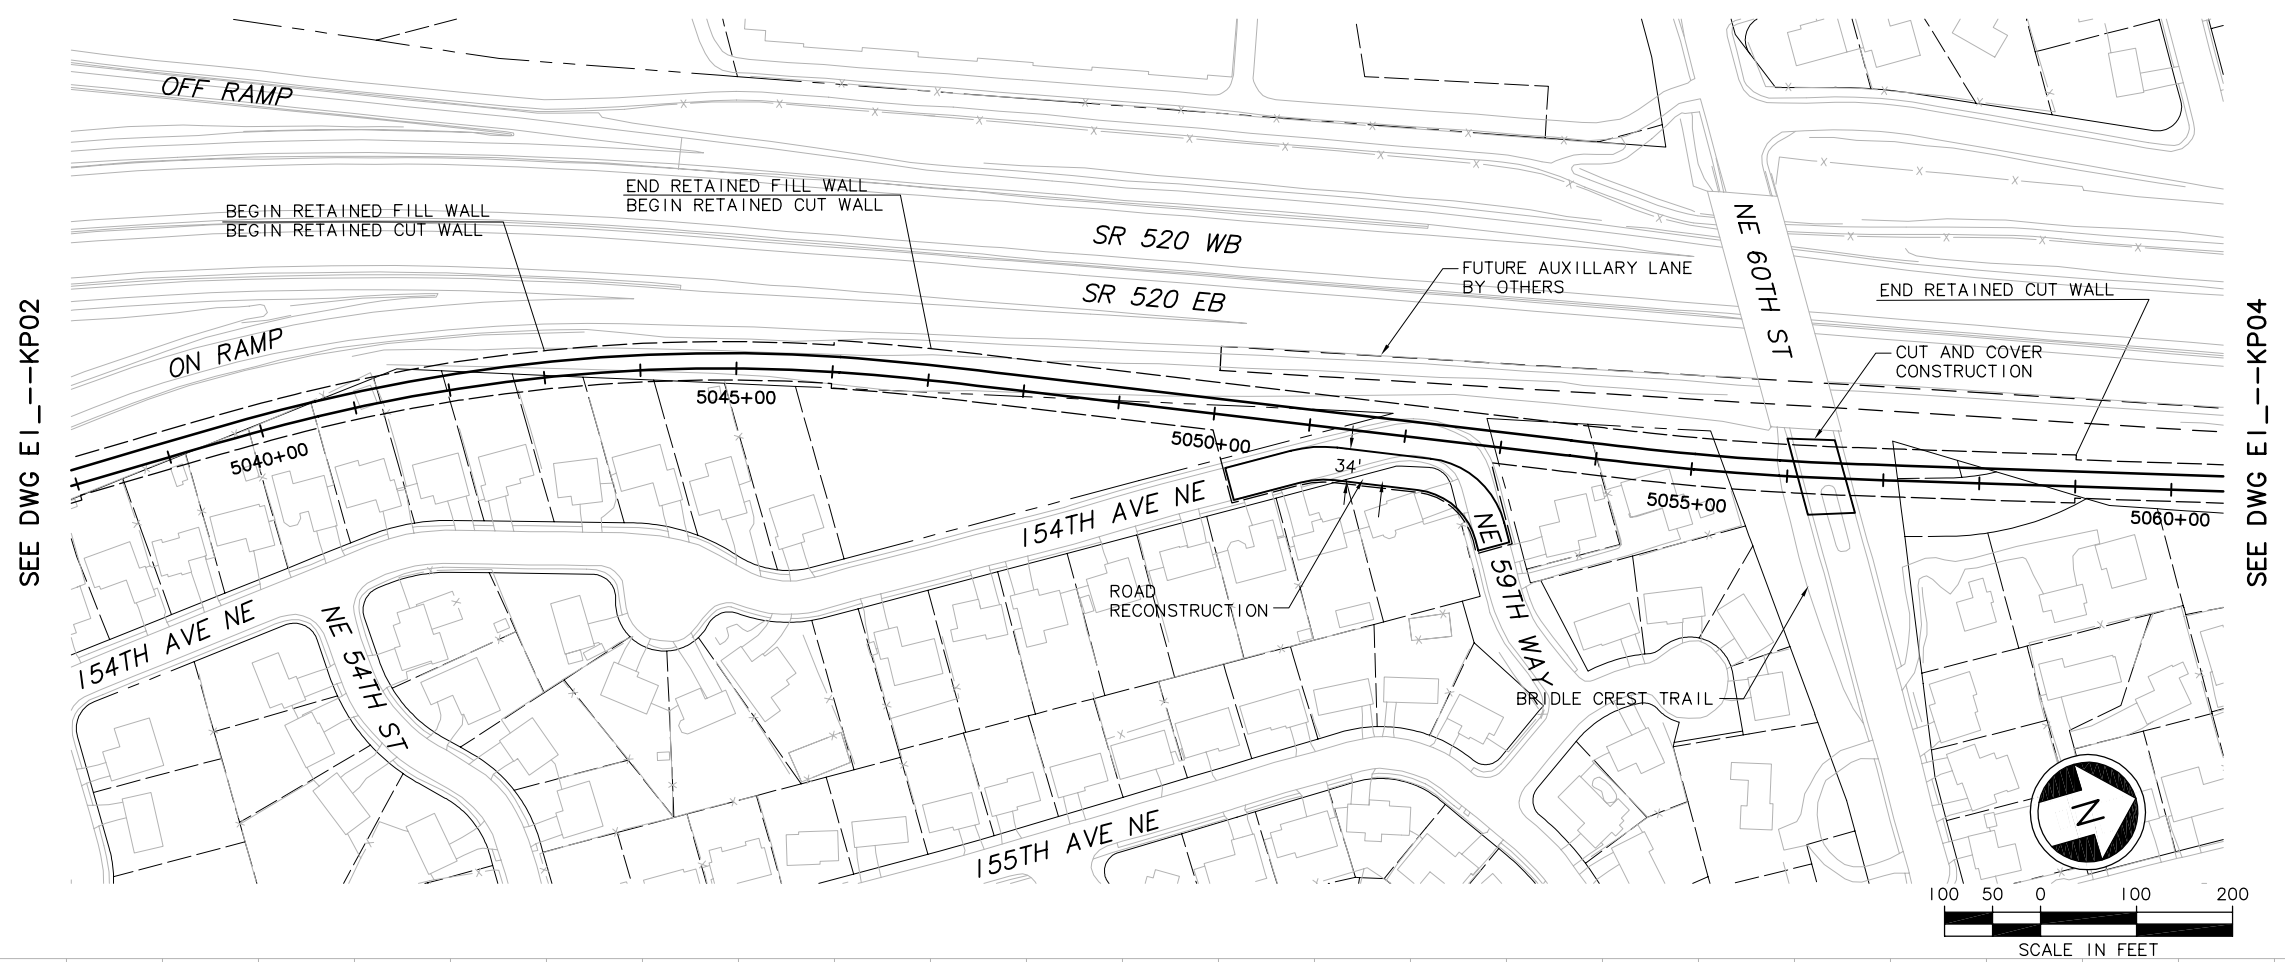 OFF RAMP
END RETAINED FILL WALL
BEGIN RETAINED CUT WALL
BEGIN RETAINED FILL WALL
BEGIN RETAINED CUT WALL
SR 520 WB
NE 60TH ST
FUTURE AUXILLARY LANE
BY OTHERS
SR 520 EB
END RETAINED CUT WALL
ON RAMP
CUT AND COVER
CONSTRUCTION
SEE DWG EI_--KP02
SEE DWG EI_--KP04
5045+00
5040+00
5050+00
34'
5055+00
5060+00
154TH AVE NE
NE 59TH WAY
ROAD
RECONSTRUCTION
154TH AVE NE
NE 54TH ST
BRIDLE CREST TRAIL
155TH AVE NE
N
100 50 0 100 200
SCALE IN FEET